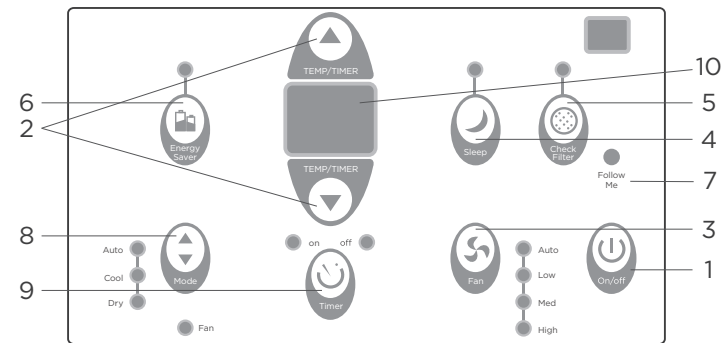 TEMP/TIMER
10
6
5
2
4
Energy
Saver
Sleep
Check
Filter
TEMP/TIMER
Follow
Me
7
8
3
Auto
on
off
Auto
Cool
Mode
Fan
Low
On/off
1
9
Dry
Timer
Med
Fan
High